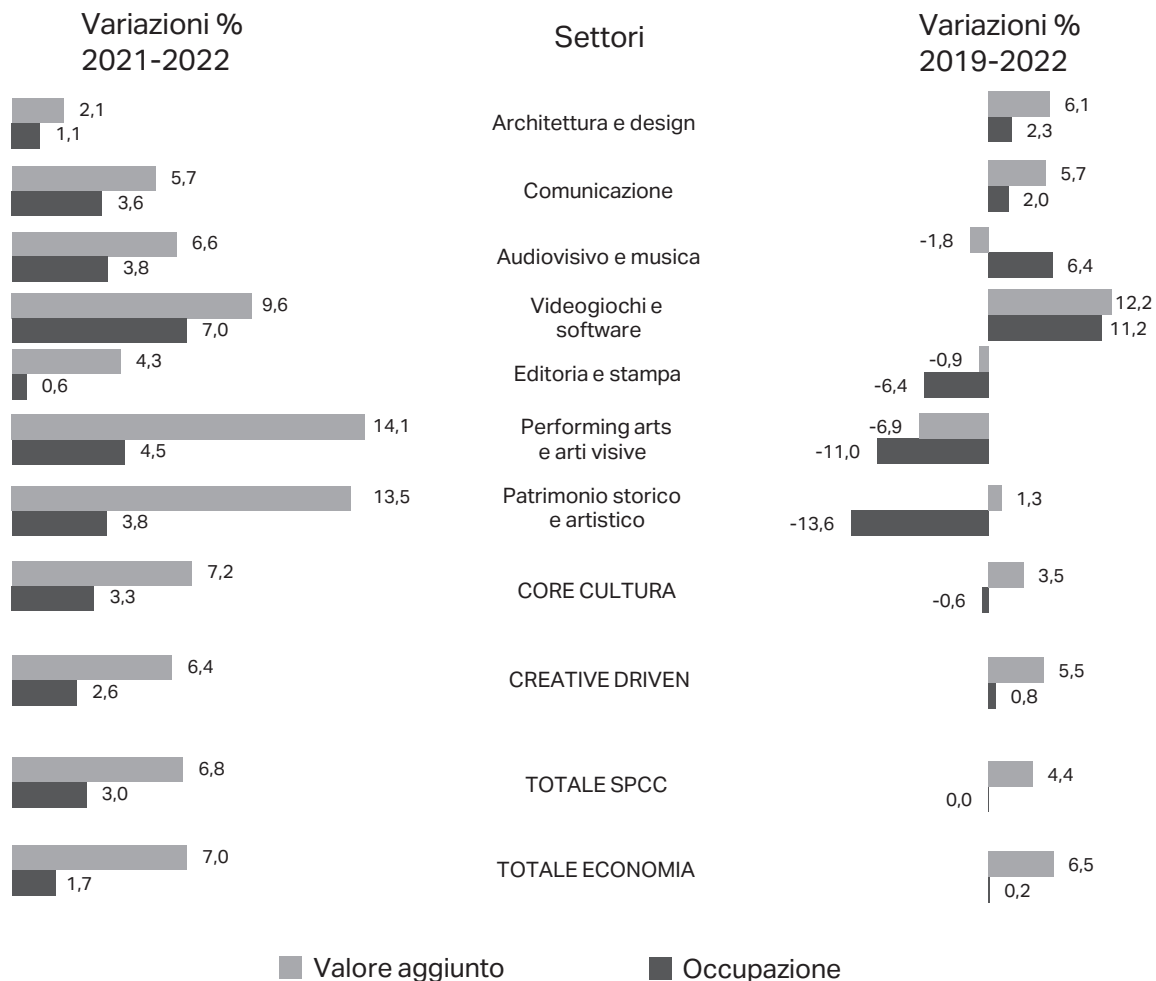 Variazioni %
2021-2022
Settori
Variazioni %
2019-2022
2,1
1,1
Architettura e design
6,1
2,3
5,7
3,6
Comunicazione
5,7
2,0
6,6
3,8
Audiovisivo e musica
-1,8
6,4
9,6
7,0
Videogiochi e
software
12,2
11,2
4,3
0,6
Editoria e stampa
-0,9
-6,4
14,1
4,5
Performing arts
e arti visive
-6,9
-11,0
13,5
3,8
Patrimonio storico
e artistico
1,3
-13,6
7,2
3,3
CORE CULTURA
3,5
-0,6
6,4
2,6
CREATIVE DRIVEN
5,5
0,8
6,8
3,0
TOTALE SPCC
4,4
0,0
7,0
1,7
TOTALE ECONOMIA
6,5
0,2
Valore aggiunto
Occupazione